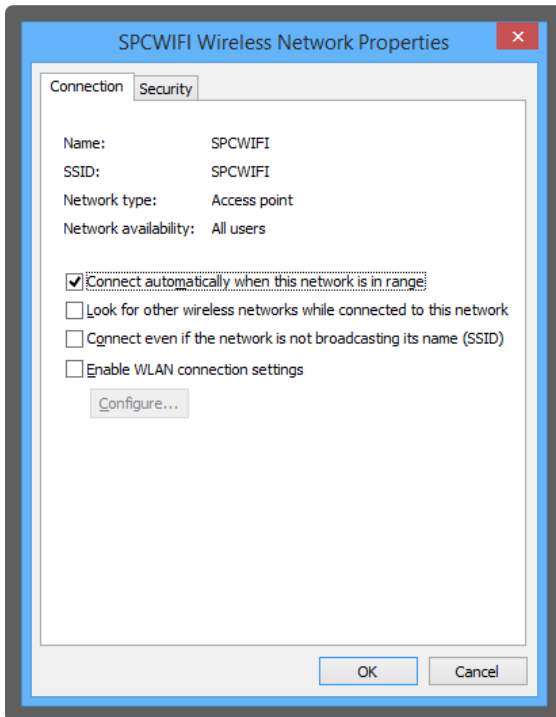 SPCWIFI Wireless Network Properties
Connection
Security
Name: SPCWIFI
SSID: SPCWIFI
Network type: Access point
Network availability: All users
Connect automatically when this network is in range
Look for other wireless networks while connected to this network
Connect even if the network is not broadcasting its name (SSID)
Enable WLAN connection settings
Configure...
OK
Cancel